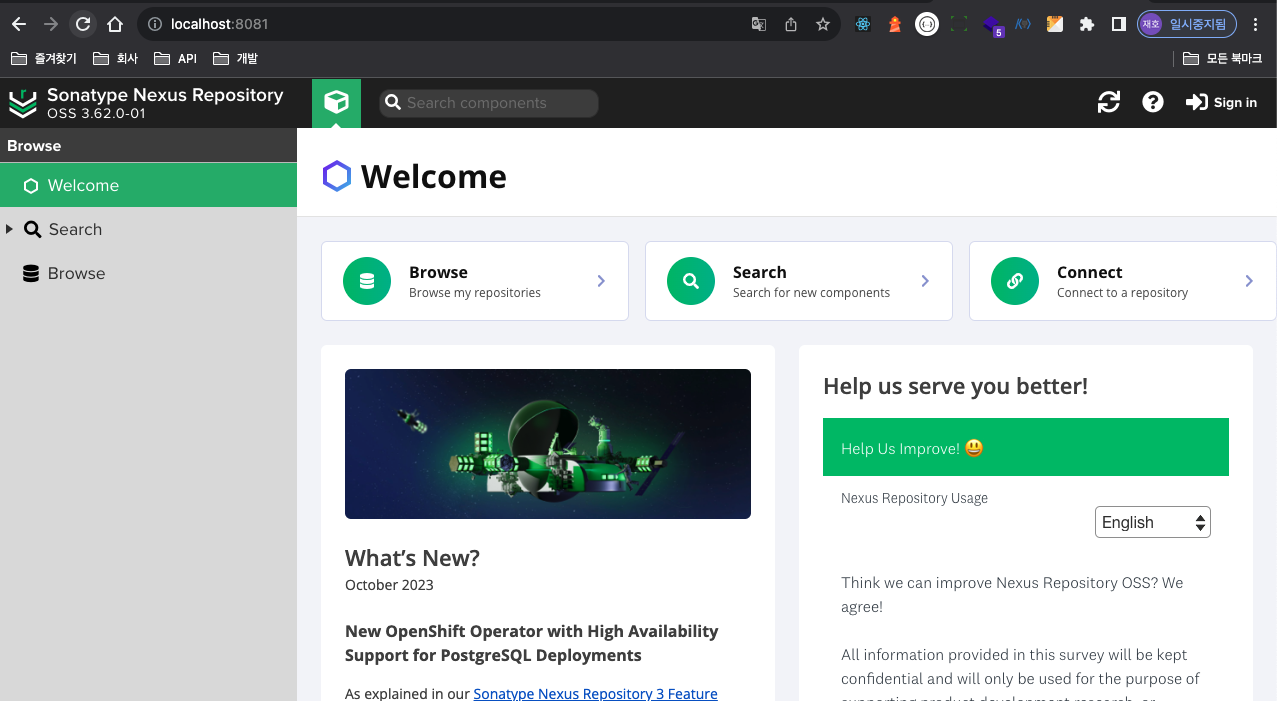 localhost:8081
5
재호 일시중지됨
즐겨찾기 회사 API 개발 모든 북마크
Sonatype Nexus Repository
OSS 3.62.0-01
Search components
Sign in
Browse
Welcome
Search
Browse
Welcome
Browse
Browse my repositories
Search
Search for new components
Connect
Connect to a repository
What’s New?
October 2023
New OpenShift Operator with High Availability
Support for PostgreSQL Deployments
As explained in our Sonatype Nexus Repository 3 Feature
Help us serve you better!
Help Us Improve! 😃
Nexus Repository Usage
English
Think we can improve Nexus Repository OSS? We
agree!
All information provided in this survey will be kept
confidential and will only be used for the purpose of